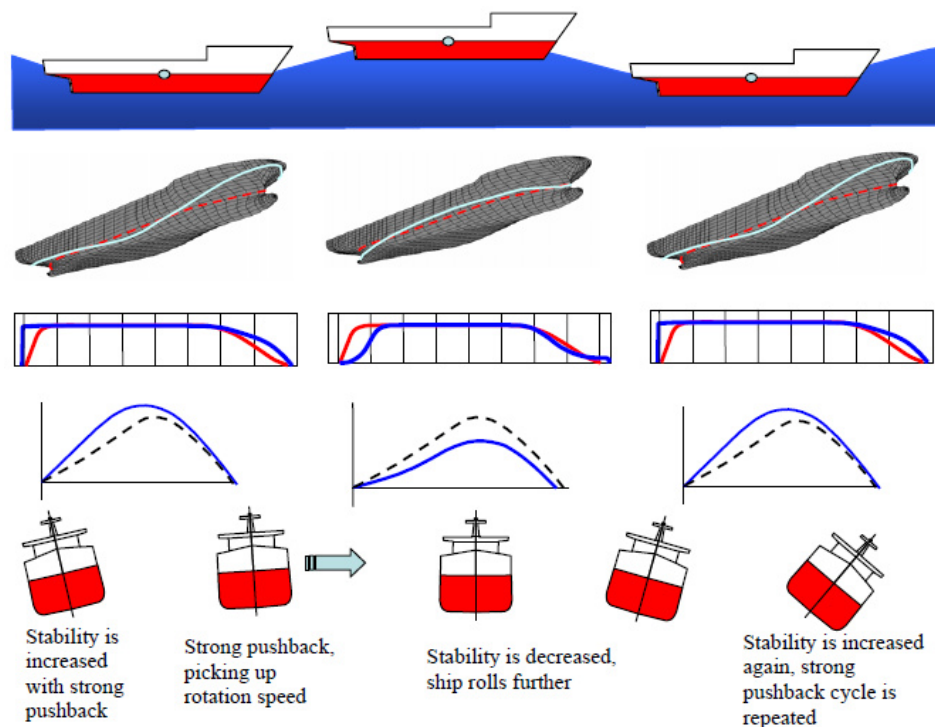 Stability is
increased
with strong
pushback
Strong pushback,
picking up
rotation speed
Stability is decreased,
ship rolls further
Stability is increased
again, strong
pushback cycle is
repeated